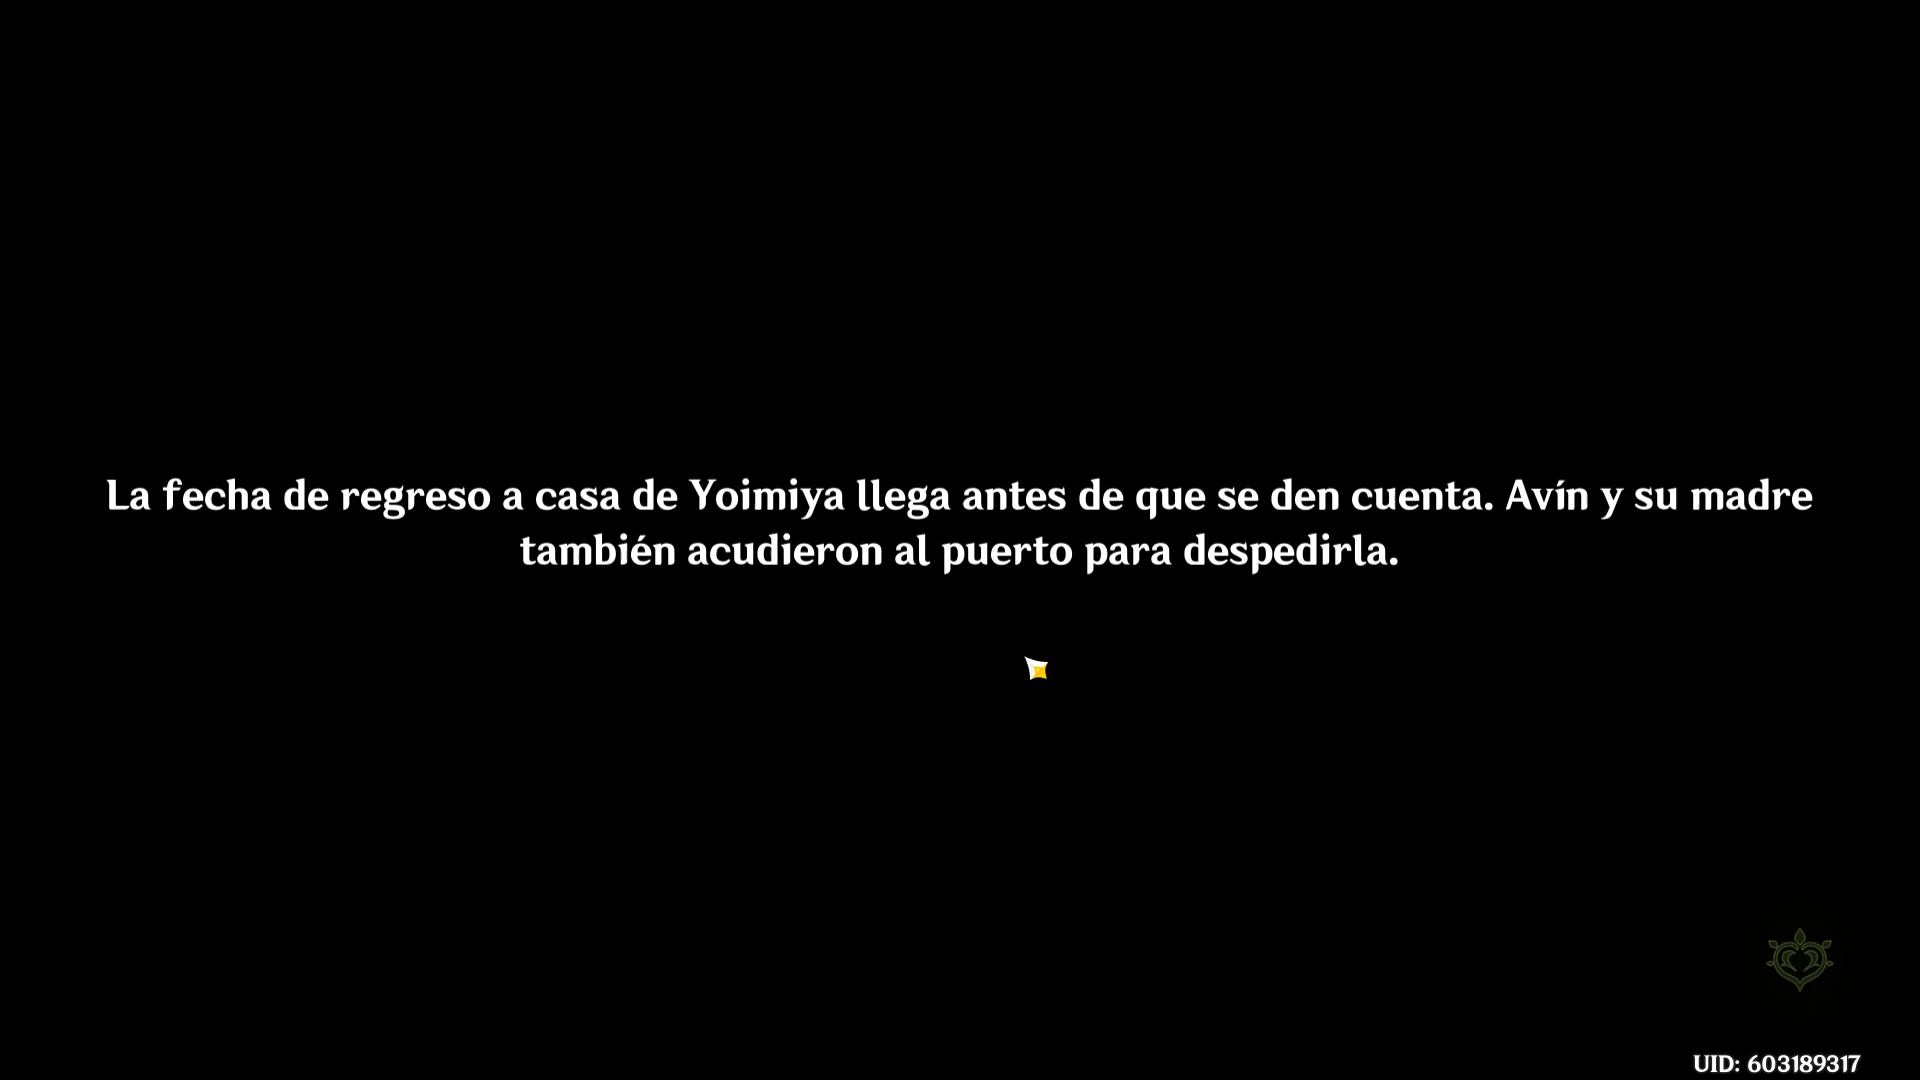 La fecha de regreso a casa de Yoimiya llega antes de que se den cuenta. Avín y su madre
también acudieron al puerto para despedirla.
UID: 603189317